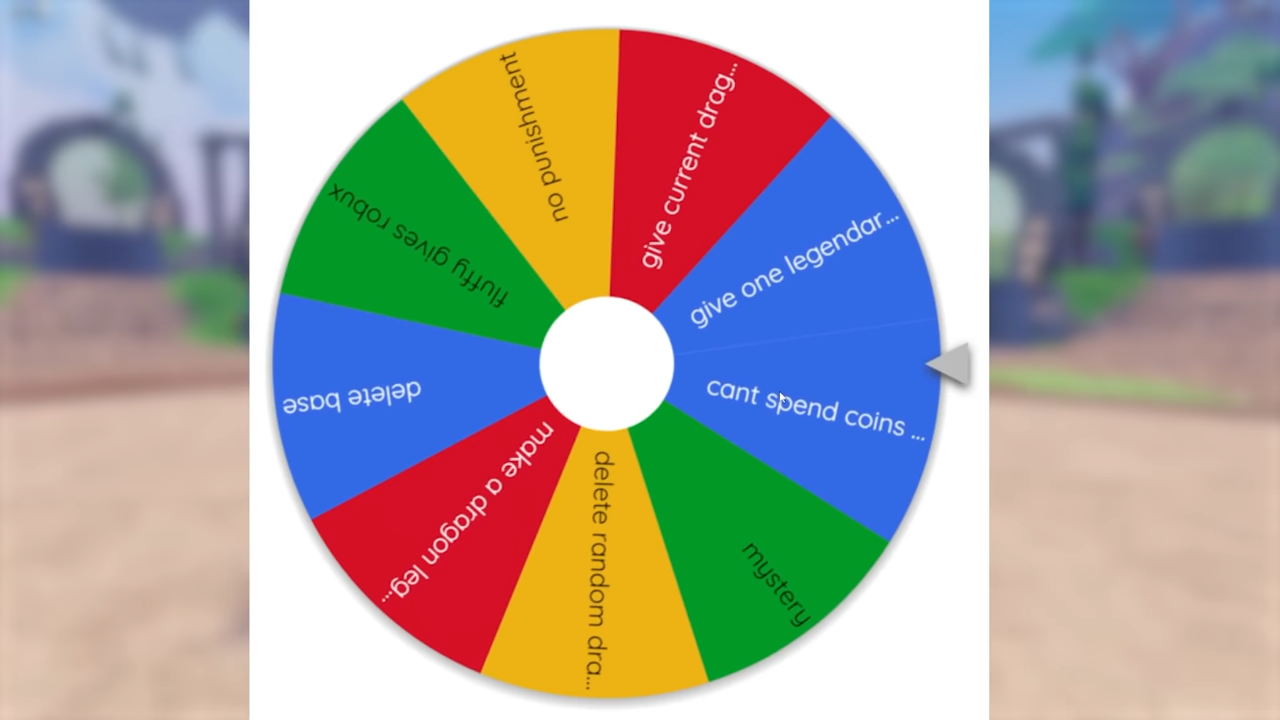 give current drag...
give one legendar...
cant spend coins ...
mystery
delete random dra...
make a dragon leg...
delete base
fluffy gives robux
no punishment